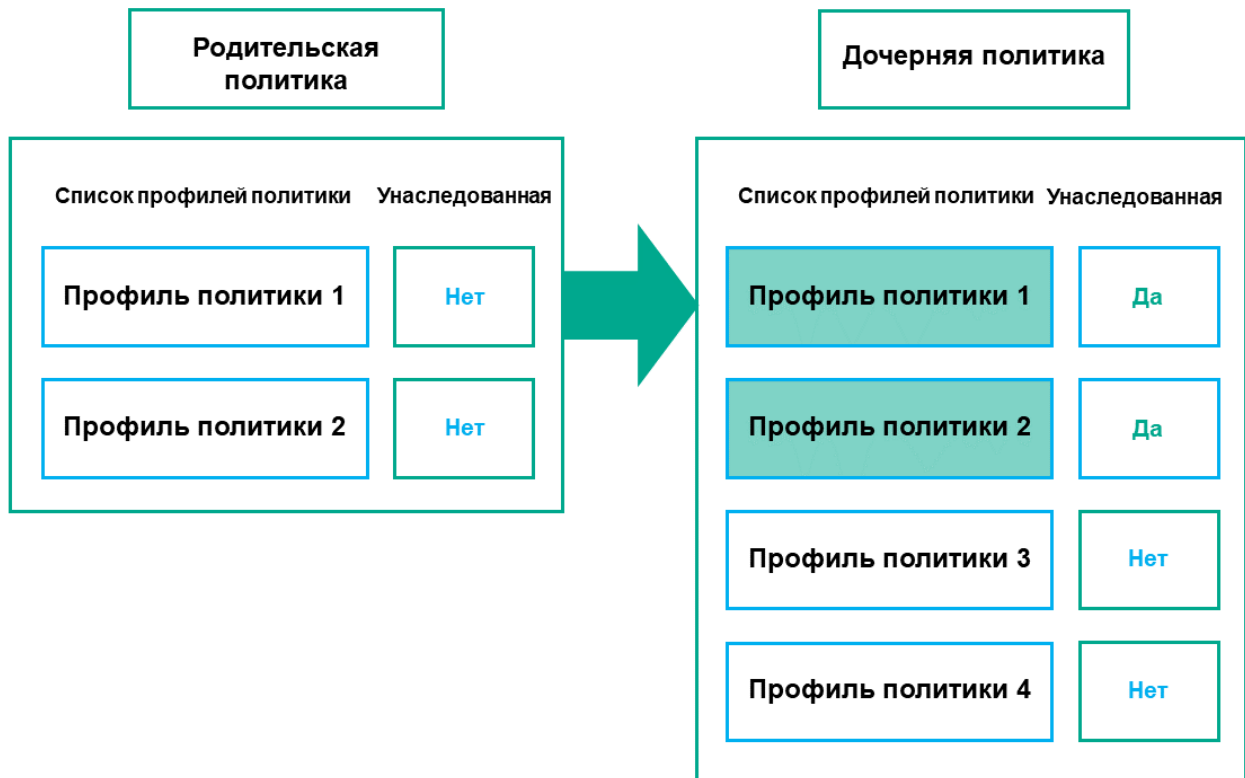 Родительская
политика
Дочерняя политика
Список профилей политики Унаследованная
Профиль политики 1 Нет
Профиль политики 2 Нет
Список профилей политики Унаследованная
Профиль политики 1 Да
Профиль политики 2 Да
Профиль политики 3 Нет
Профиль политики 4 Нет